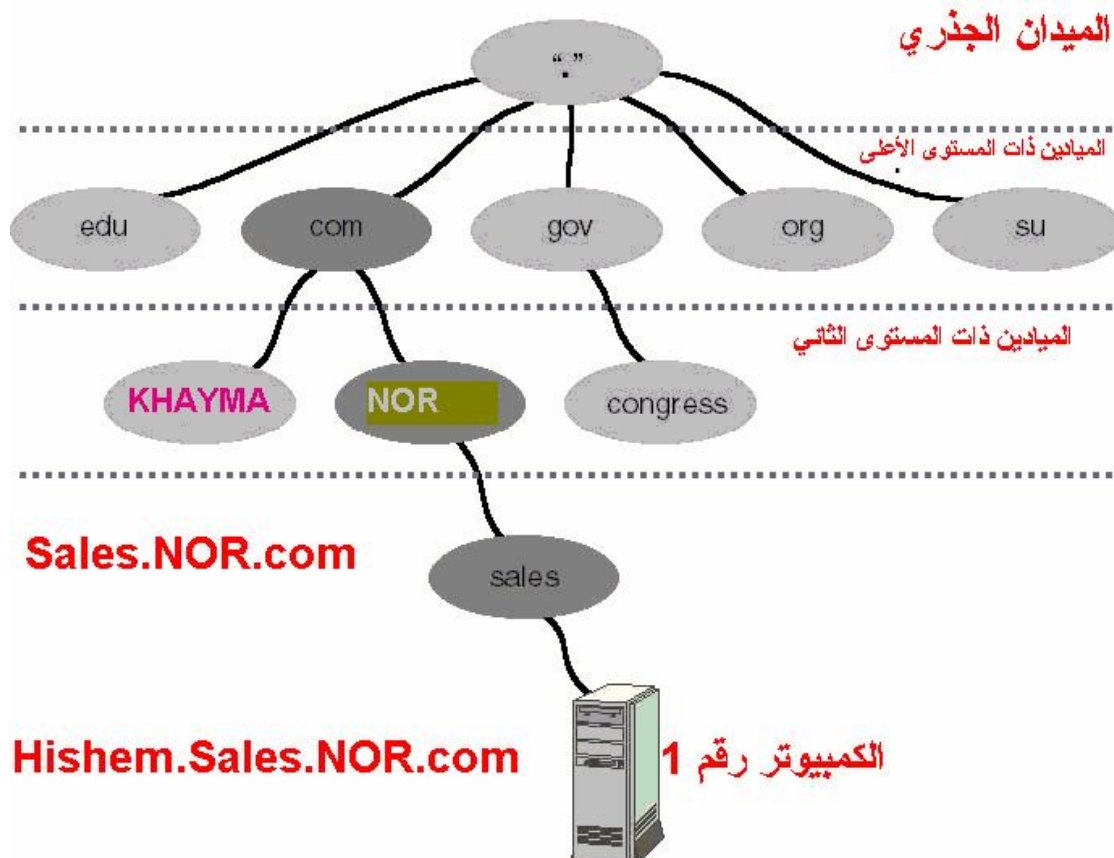 الميدان الجذري
“.”
الميادين ذات المستوى الأعلى
edu com gov org su
الميادين ذات المستوى الثاني
KHAYMA NOR congress
Sales.NOR.com
sales
Hishem.Sales.NOR.com
الكمبيوتر رقم 1